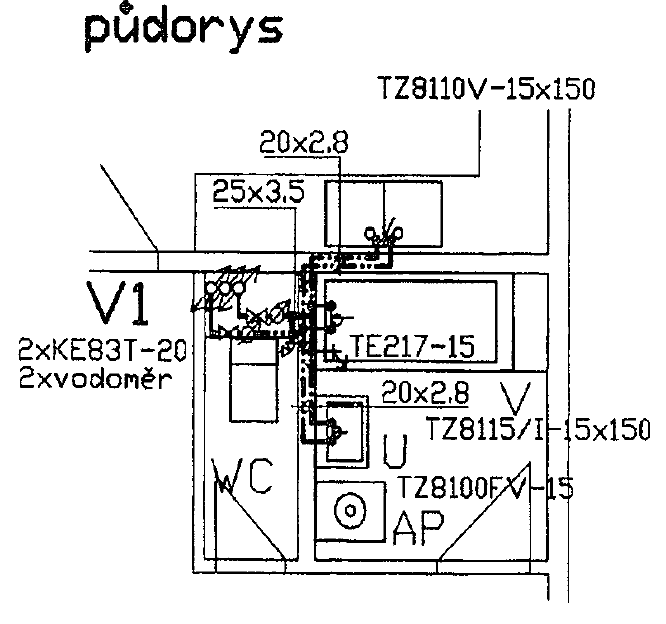 půdorys
TZ8110V-15x150
20x2.8
25x3.5
V1
2xKE83T-20
2xvodoměr
TE217-15
20x2.8
V
TZ8115/I-15x150
U
WC
TZ8100FV-15
AP